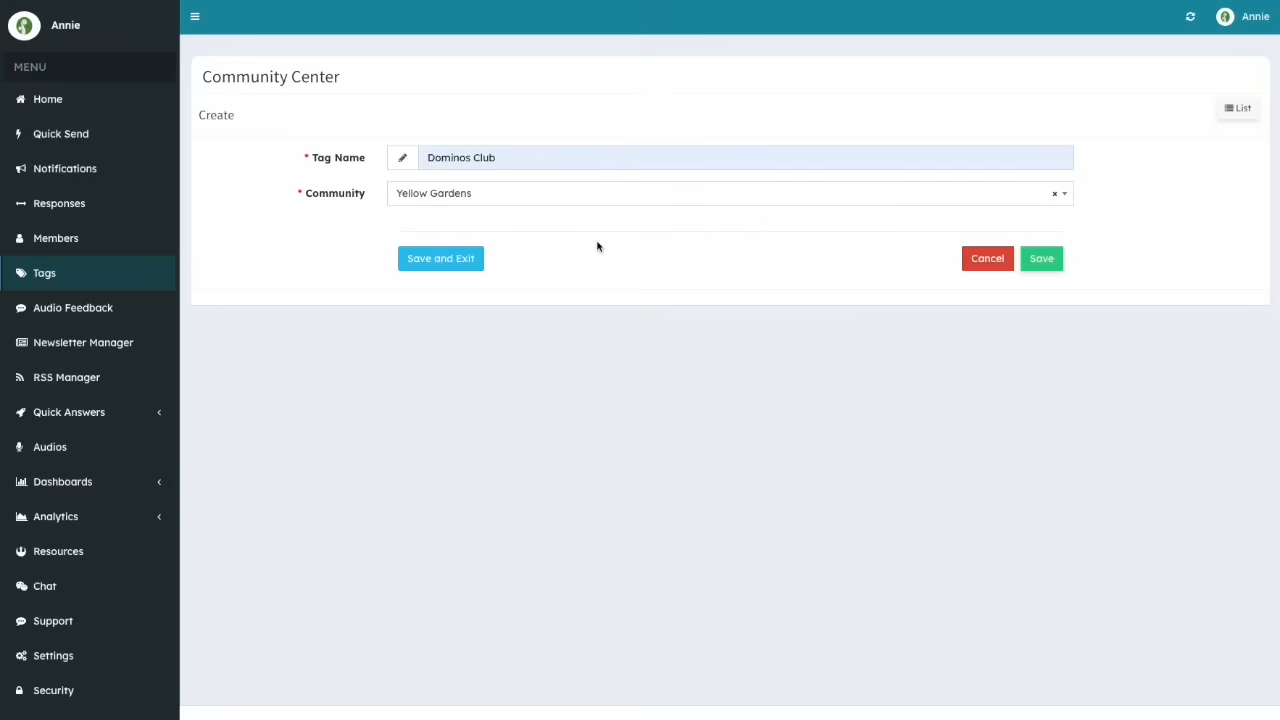 Annie
Annie
MENU
Home
Quick Send
Notifications
Responses
Members
Tags
Audio Feedback
Newsletter Manager
RSS Manager
Quick Answers
Audios
Dashboards
Analytics
Resources
Chat
Support
Settings
Security
Community Center
Create
List
* Tag Name
Dominos Club
* Community
Yellow Gardens
Save and Exit
Cancel
Save